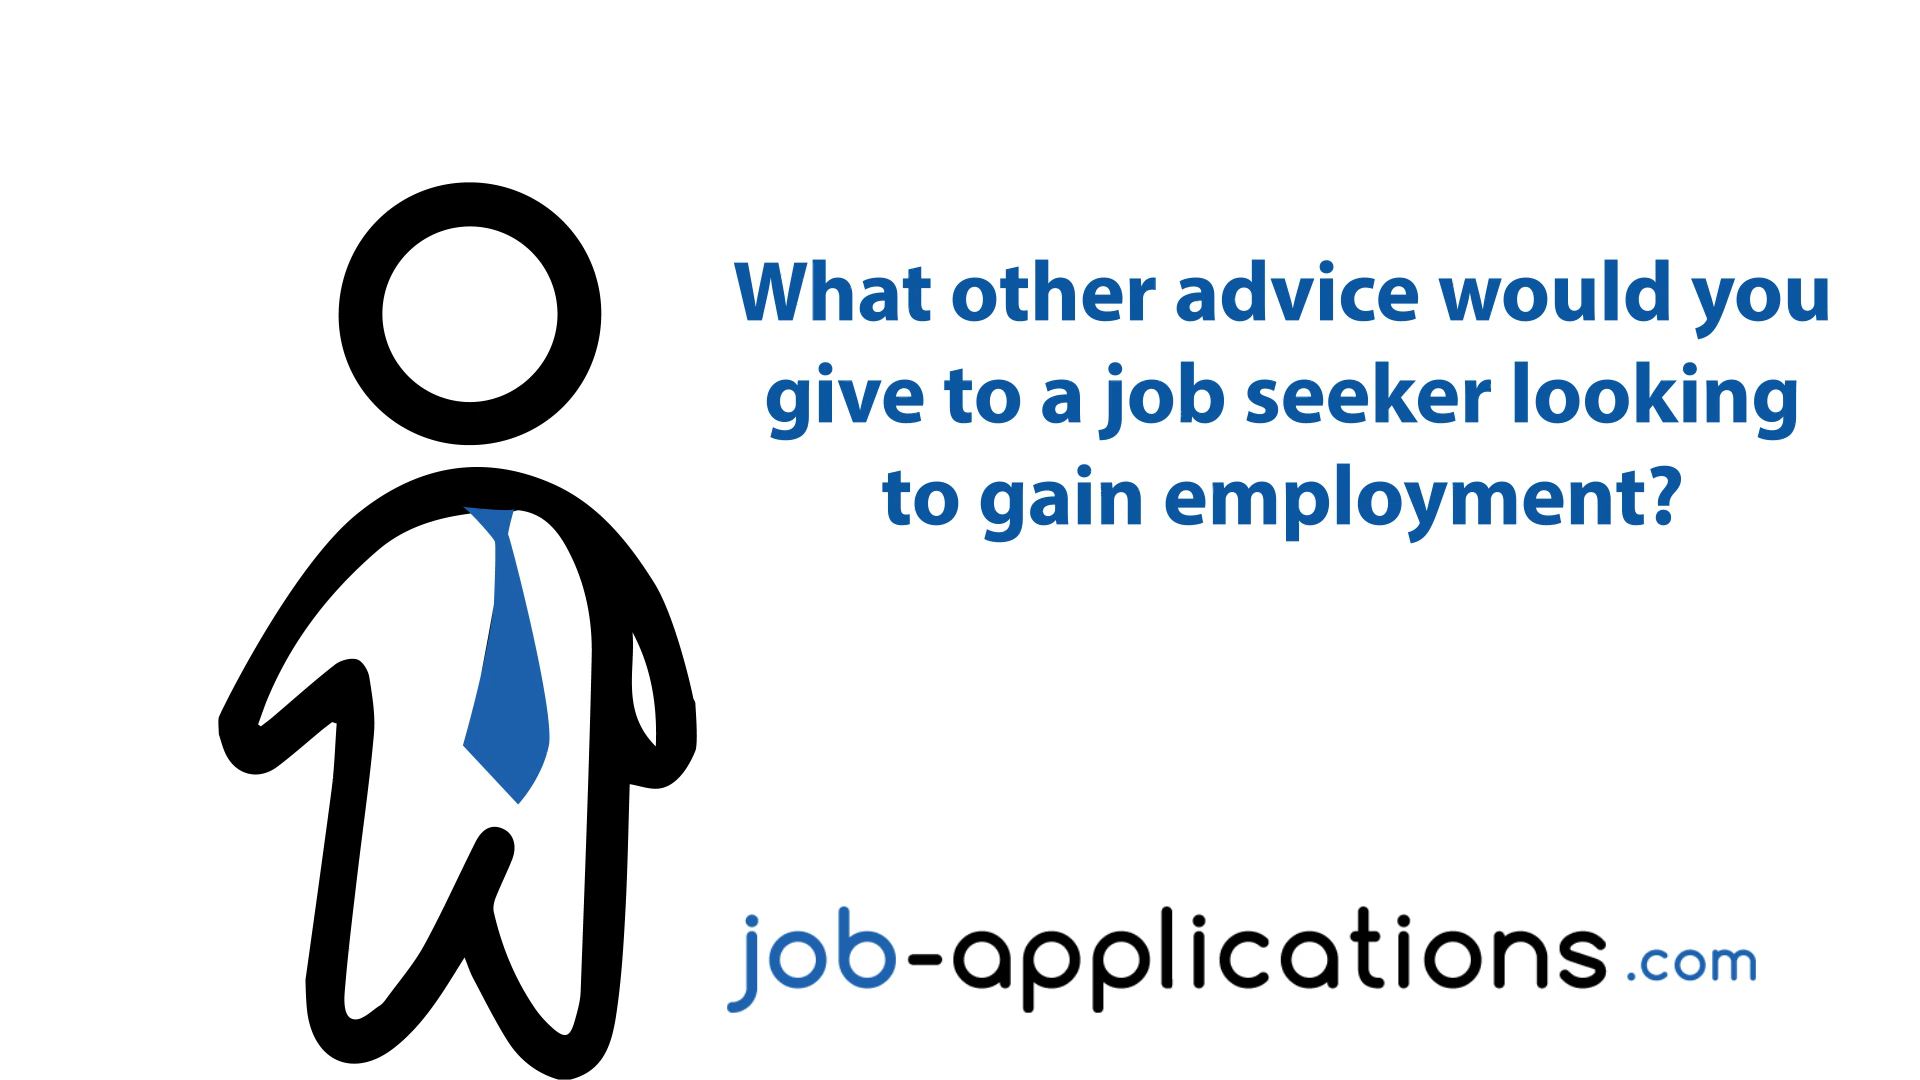 What other advice would you
give to a job seeker looking
to gain employment?
job-applications.com